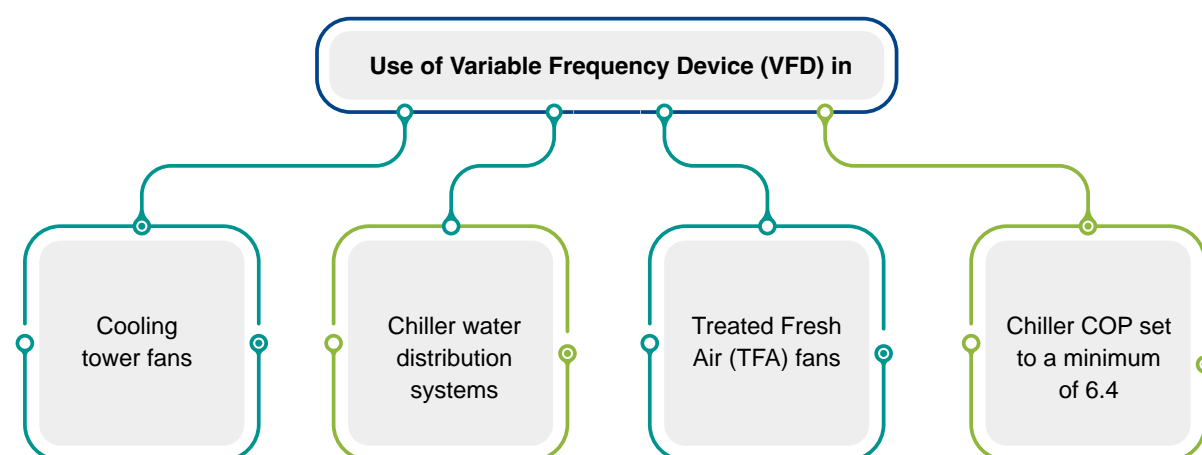 Use of Variable Frequency Device (VFD) in
Cooling
tower fans
Chiller water
distribution
systems
Treated Fresh
Air (TFA) fans
Chiller COP set
to a minimum
of 6.4